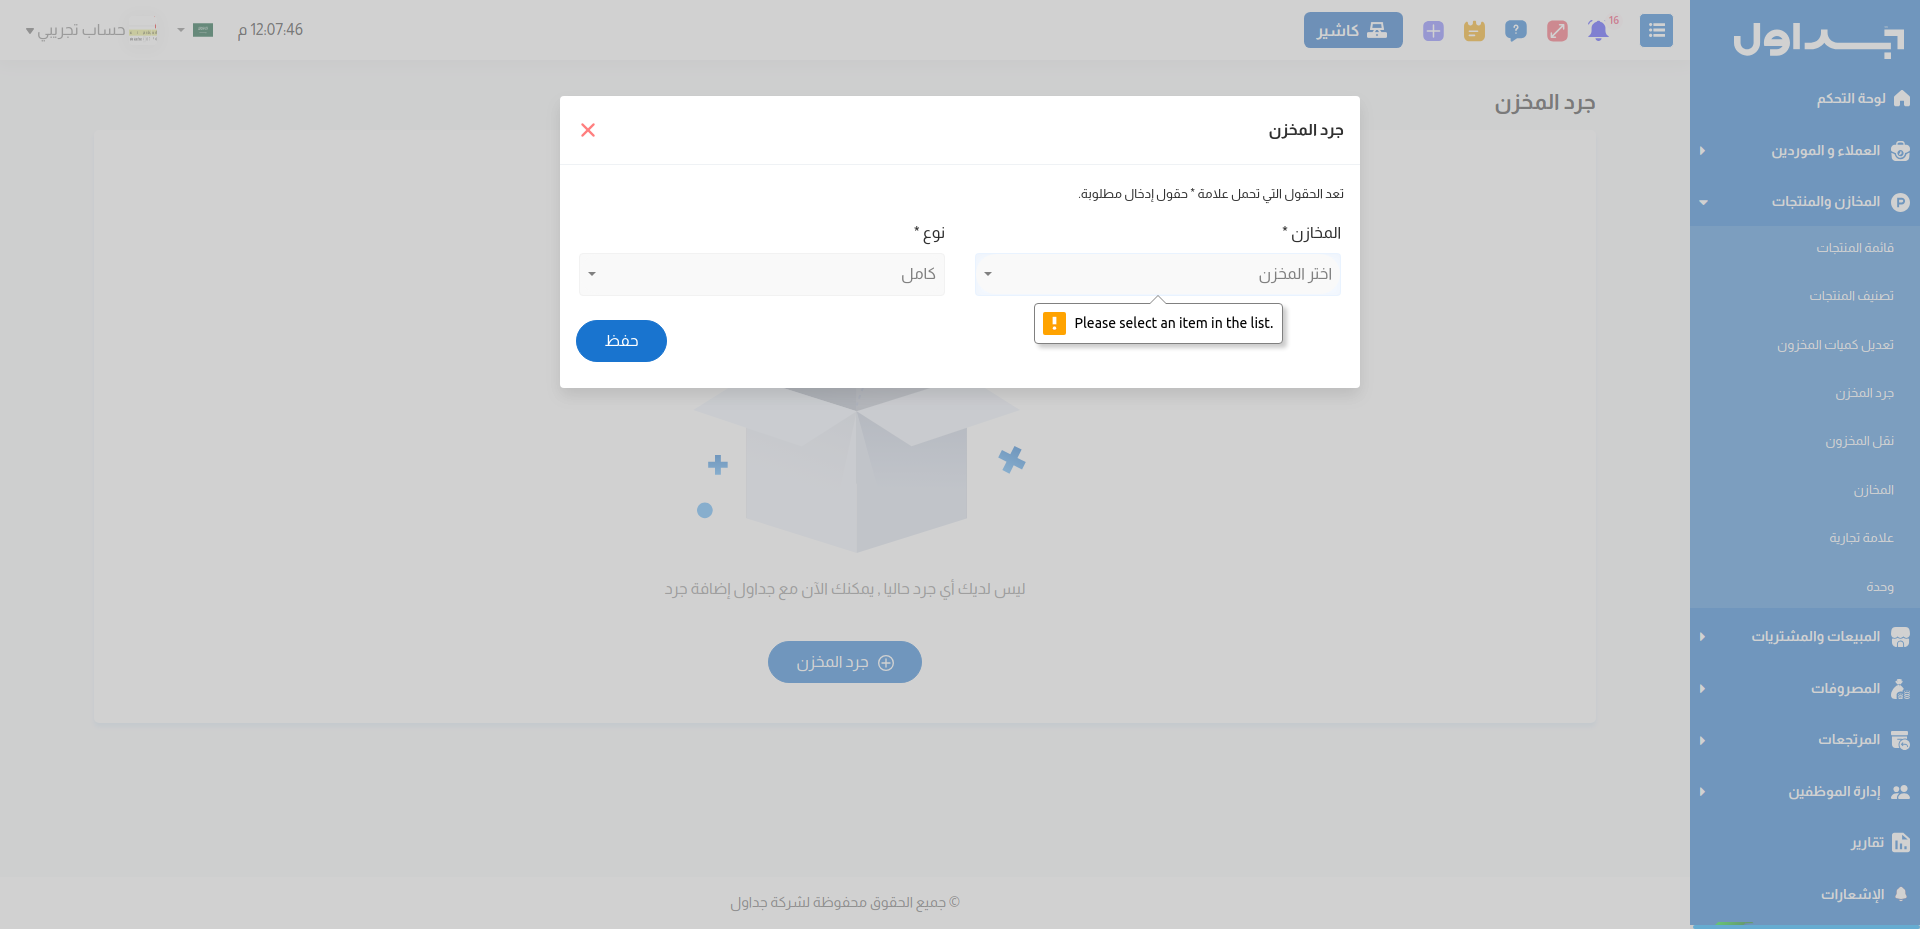 جداول
لوحة التحكم
العملاء و الموردين
المخازن والمنتجات
قائمة المنتجات
تصنيف المنتجات
تعديل كميات المخزون
جرد المخزن
نقل المخزون
المخازن
علامة تجارية
وحدة
المبيعات والمشتريات
المصروفات
المرتجعات
إدارة الموظفين
تقارير
الإشعارات
16
كاشير
12:07:46 م
حساب تجريبي
جرد المخزن
جرد المخزن
تعد الحقول التي تحمل علامة * حقول إدخال مطلوبة.
المخازن *
نوع *
اختر المخزن
كامل
Please select an item in the list.
حفظ
ليس لديك أي جرد حاليا , يمكنك الآن مع جداول إضافة جرد
جرد المخزن
© جميع الحقوق محفوظة لشركة جداول